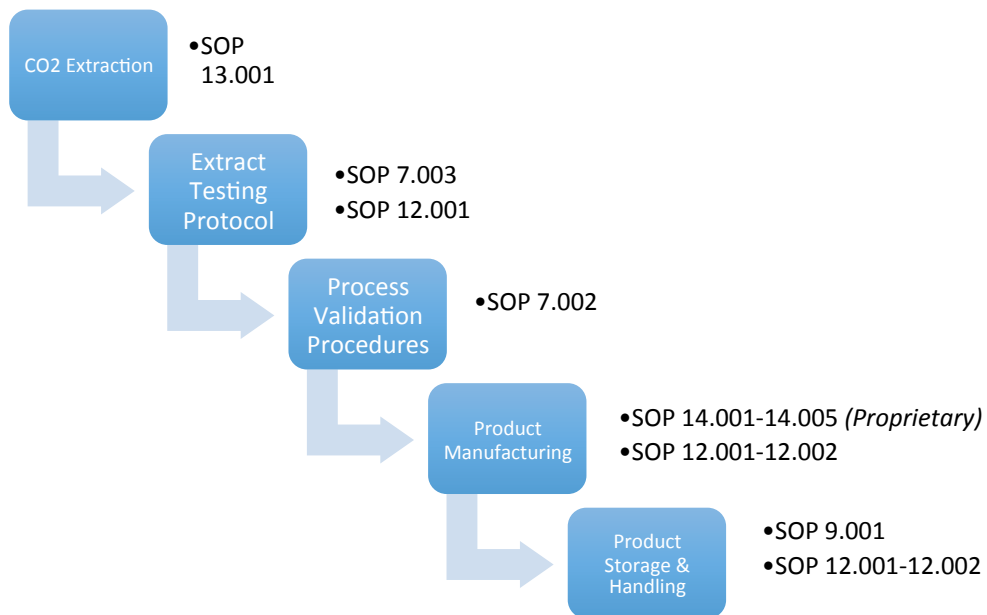 CO2 Extraction
•SOP
13.001
Extract
Testing
Protocol
•SOP 7.003
•SOP 12.001
Process
Validation
Procedures
•SOP 7.002
Product
Manufacturing
•SOP 14.001-14.005 (Proprietary)
•SOP 12.001-12.002
Product
Storage &
Handling
•SOP 9.001
•SOP 12.001-12.002